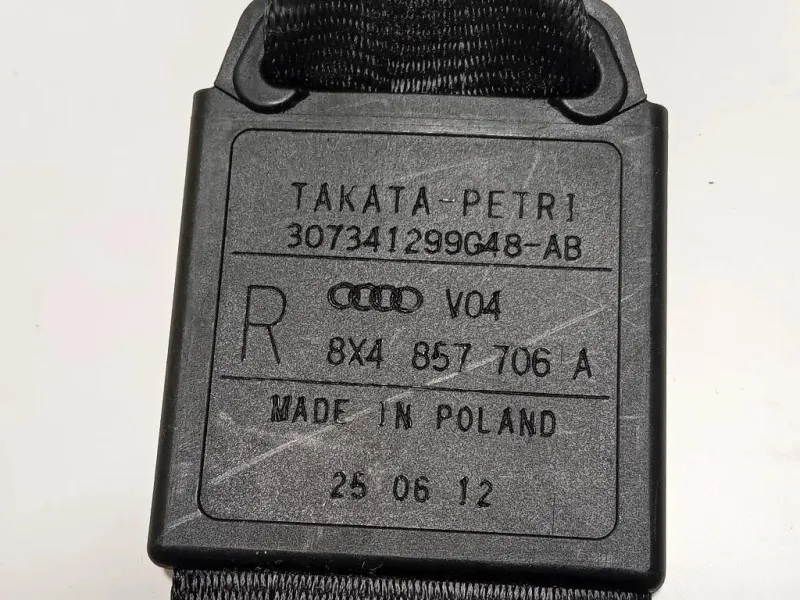 TAKATA-PETRI
307341299G48-AB
R V04
8X4 857 706 A
MADE IN POLAND
25 06 12